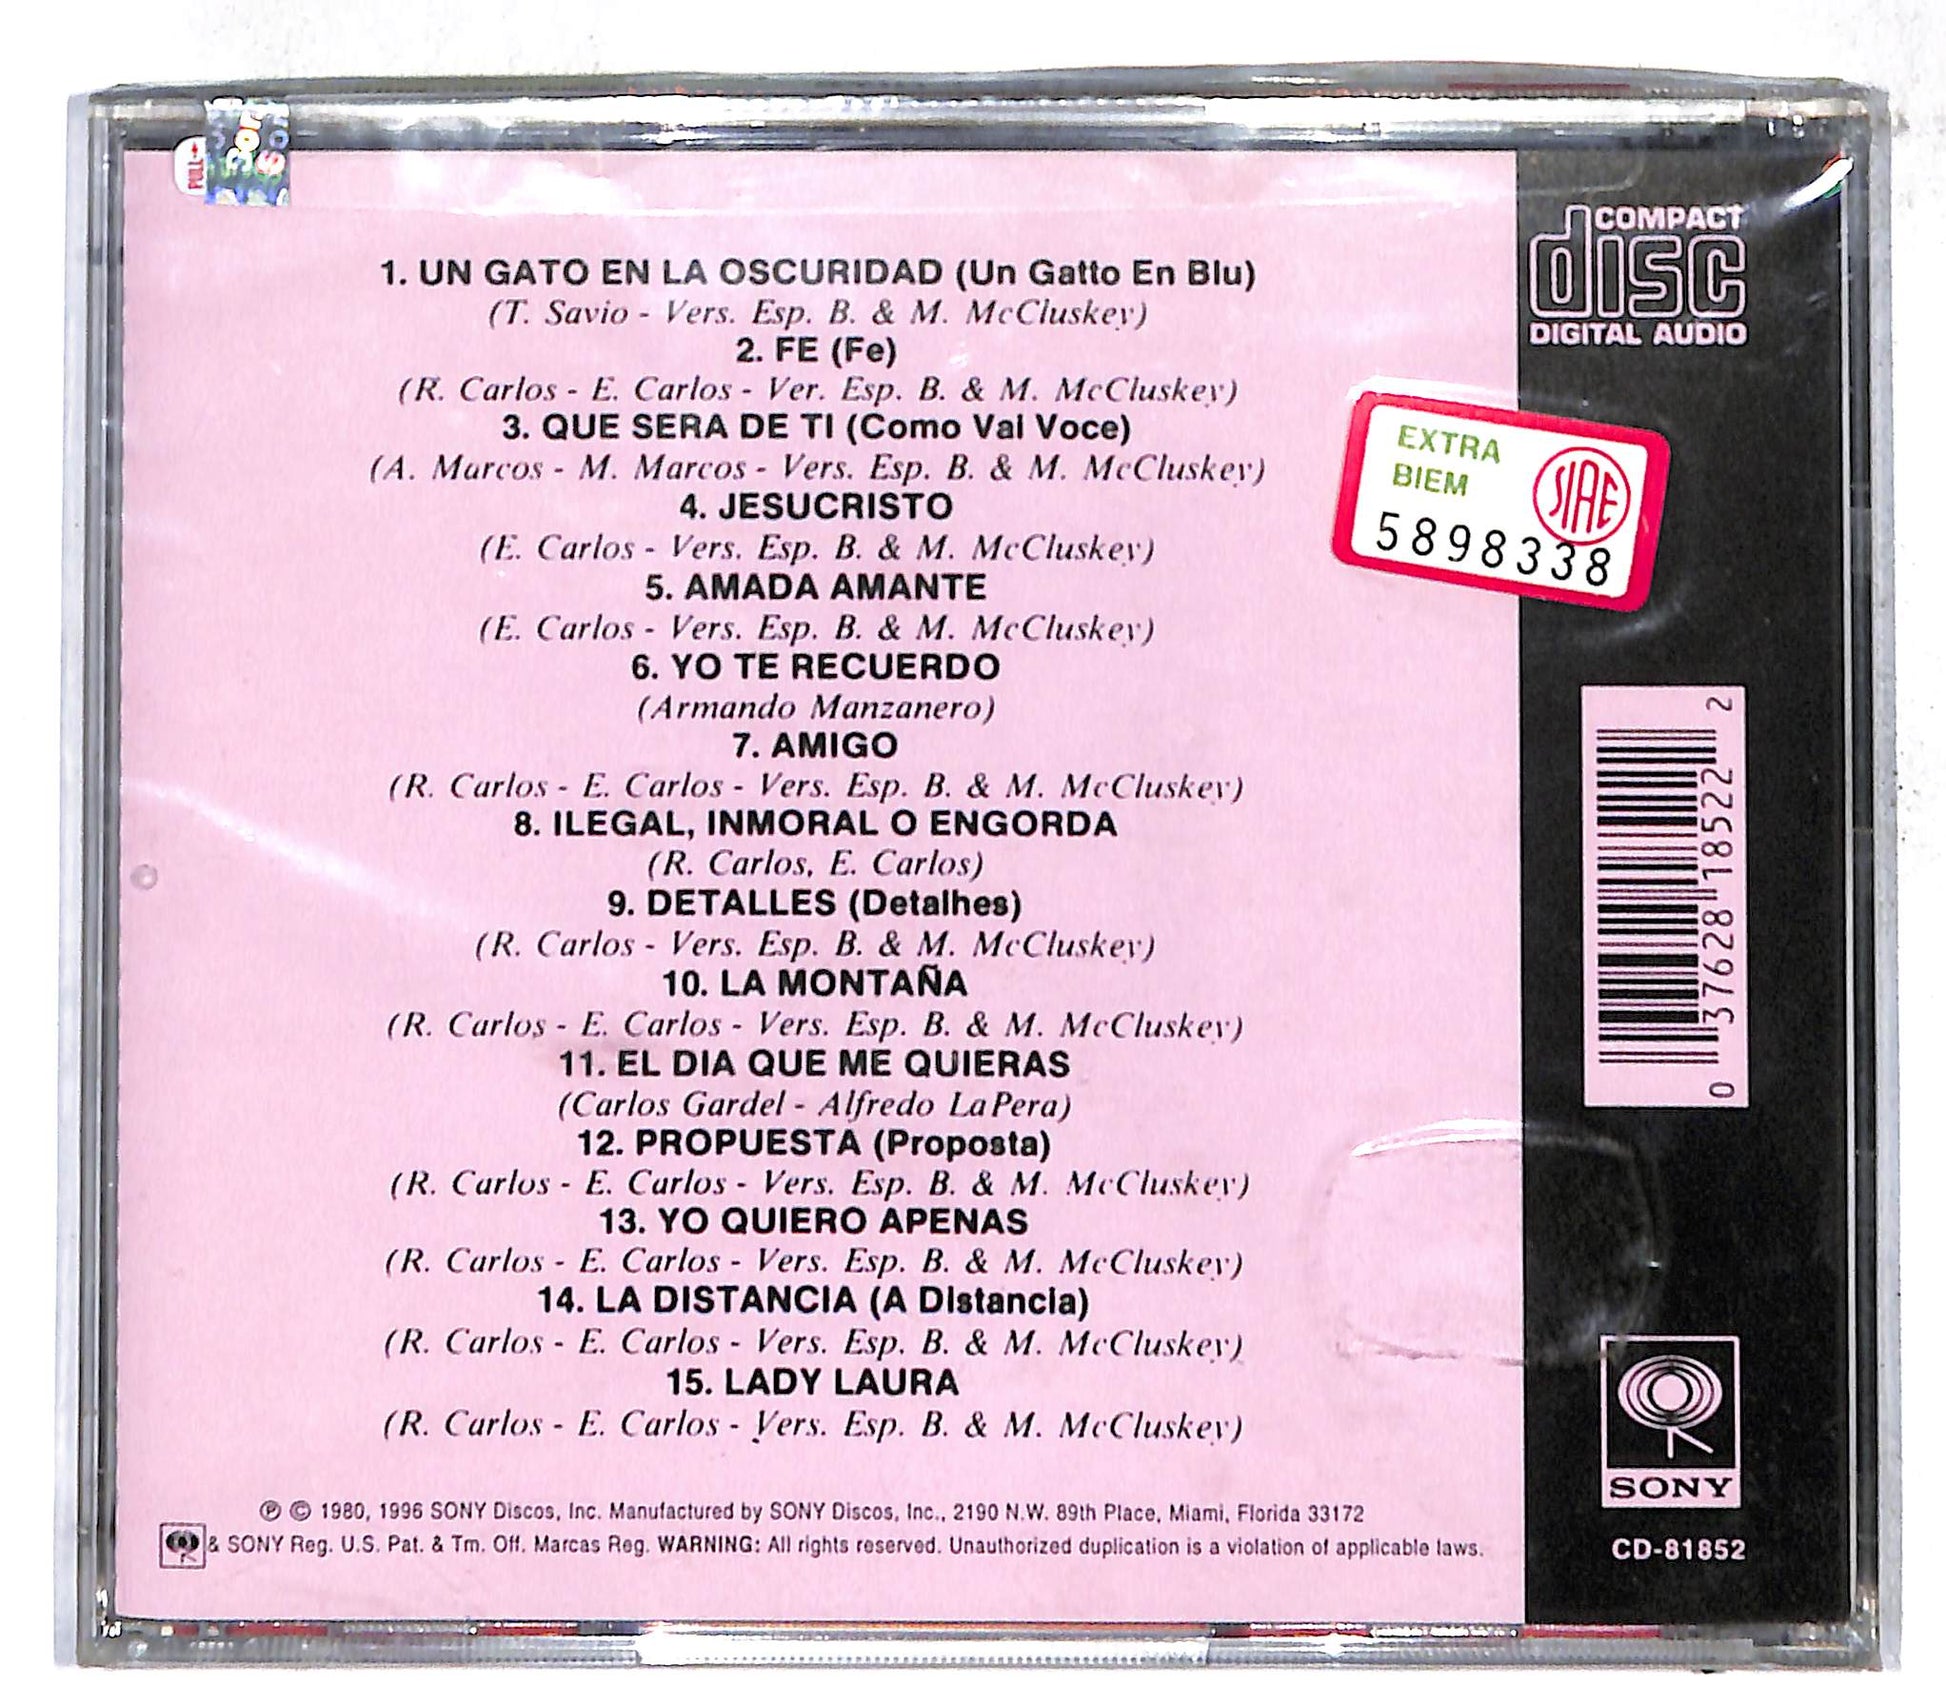 PULL
1. UN GATO EN LA OSCURIDAD (Un Gatto En Blu)
(T. Savio - Vers. Esp. B. & M. McCluskey)
2. FE (Fe)
(R. Carlos - E. Carlos - Ver. Esp. B. & M. McCluskey)
3. QUE SERA DE TI (Como Vai Voce)
(A. Marcos - M. Marcos - Vers. Esp. B. & M. McCluskey)
4. JESUCRISTO
(E. Carlos - Vers. Esp. B. & M. McCluskey)
5. AMADA AMANTE
(E. Carlos - Vers. Esp. B. & M. McCluskey)
6. YO TE RECUERDO
(Armando Manzanero)
7. AMIGO
(R. Carlos - E. Carlos - Vers. Esp. B. & M. McCluskey)
8. ILEGAL, INMORAL O ENGORDA
(R. Carlos, E. Carlos)
9. DETALLES (Detalhes)
(R. Carlos - Vers. Esp. B. & M. McCluskey)
10. LA MONTAÑA
(R. Carlos - E. Carlos - Vers. Esp. B. & M. McCluskey)
11. EL DIA QUE ME QUIERAS
(Carlos Gardel - Alfredo LaPera)
12. PROPUESTA (Proposta)
(R. Carlos - E. Carlos - Vers. Esp. B. & M. McCluskey)
13. YO QUIERO APENAS
(R. Carlos - E. Carlos - Vers. Esp. B. & M. McCluskey)
14. LA DISTANCIA (A Distancia)
(R. Carlos - E. Carlos - Vers. Esp. B. & M. McCluskey)
15. LADY LAURA
(R. Carlos - E. Carlos - Vers. Esp. B. & M. McCluskey)
℗ © 1980, 1996 SONY Discos, Inc. Manufactured by SONY Discos, Inc., 2190 N.W. 89th Place, Miami, Florida 33172
& SONY Reg. U.S. Pat. & Tm. Off. Marcas Reg. WARNING: All rights reserved. Unauthorized duplication is a violation of applicable laws.
COMPACT
disc
DIGITAL AUDIO
EXTRA
BIEM
SIAE
5898338
0 37628 18522 2
SONY
CD-81852